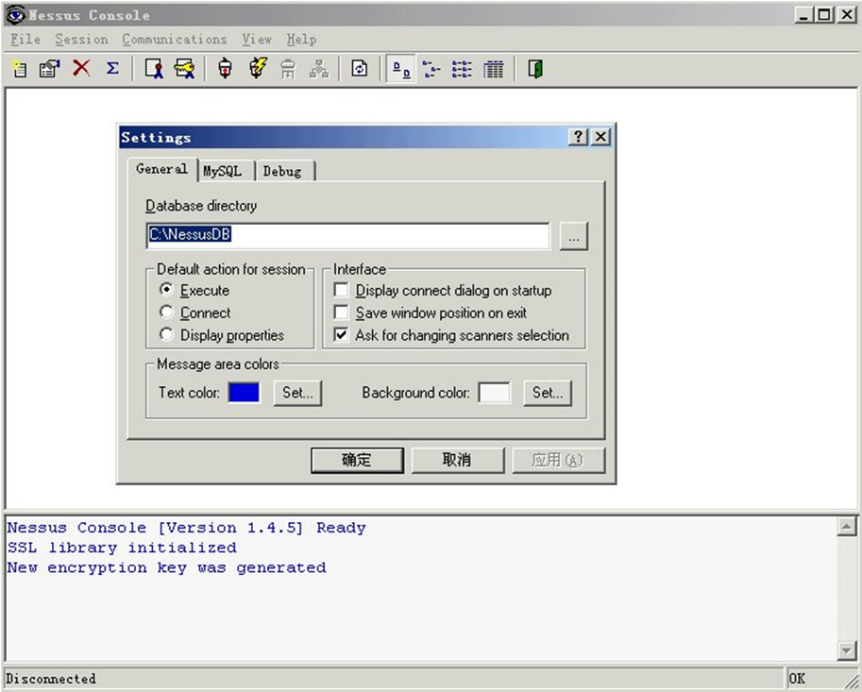 Nessus Console
File Session Communications View Help
Settings
General MySQL Debug
Database directory
C:\NessusDB
...
Default action for session
Execute
Connect
Display properties
Interface
Display connect dialog on startup
Save window position on exit
Ask for changing scanners selection
Message area colors
Text color: Set... Background color: Set...
确定 取消 应用(A)
Nessus Console [Version 1.4.5] Ready
SSL library initialized
New encryption key was generated
Disconnected OK